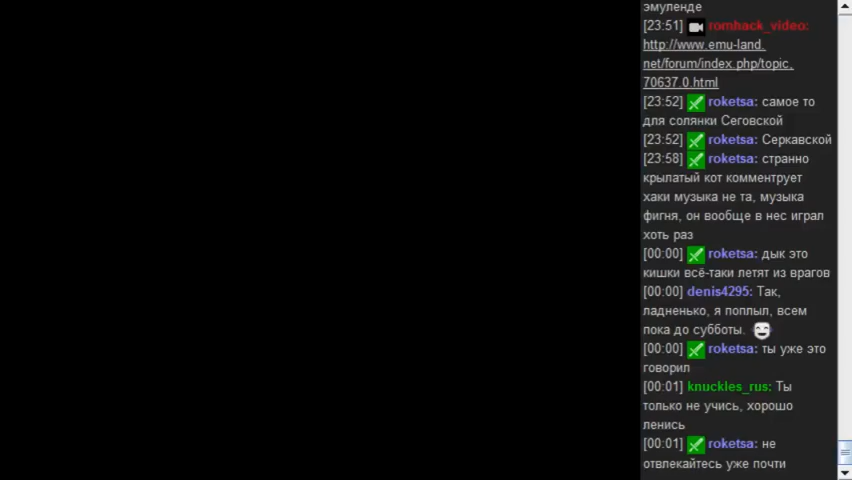 эмуленде
[23:51] romhack_video:
http://www.emu-land.
net/forum/index.php/topic,
70637.0.html
[23:52] roketsa: самое то
для солянки Сеговской
[23:52] roketsa: Серкавской
[23:58] roketsa: странно
крылатый кот комментрует
хаки музыка не та, музыка
фигня, он вообще в нес играл
хоть раз
[00:00] roketsa: дык это
кишки всё-таки летят из врагов
[00:00] denis4295: Так,
ладненько, я поплыл, всем
пока до субботы.
[00:00] roketsa: ты уже это
говорил
[00:01] knuckles_rus: Ты
только не учись, хорошо
ленись
[00:01] roketsa: не
отвлекайтесь уже почти